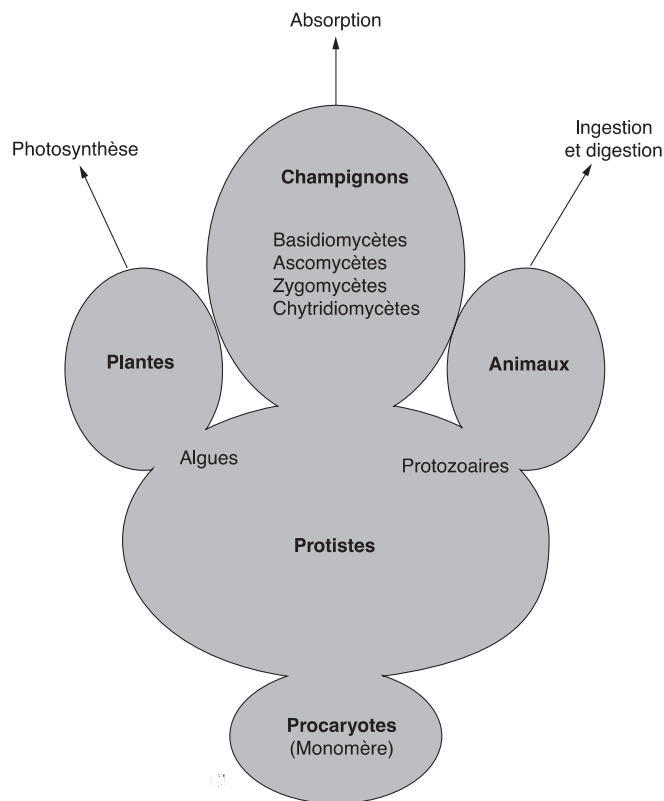 Absorption
Photosynthèse
Ingestion
et digestion
Champignons
Basidiomycètes
Ascomycètes
Zygomycètes
Chytridiomycètes
Plantes
Animaux
Algues
Protozoaires
Protistes
Procaryotes
(Monomère)